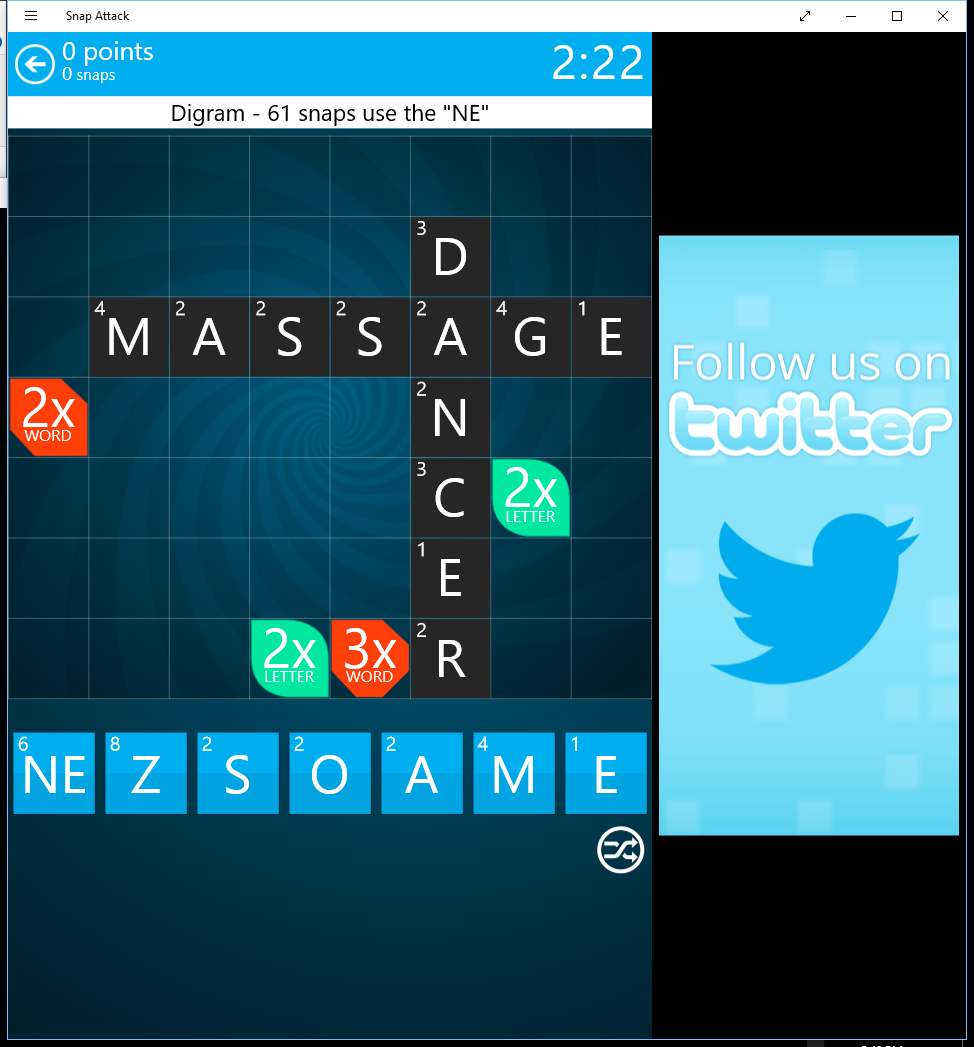 Snap Attack
0 points
0 snaps
2:22
Digram - 61 snaps use the "NE"
3 D
4 M 2 A 2 S 2 S 2 A 4 G 1 E
2x WORD
2 N
3 C
2x LETTER
1 E
2x LETTER
3x WORD
2 R
6 NE 8 Z 2 S 2 O 2 A 4 M 1 E
Follow us on
twitter